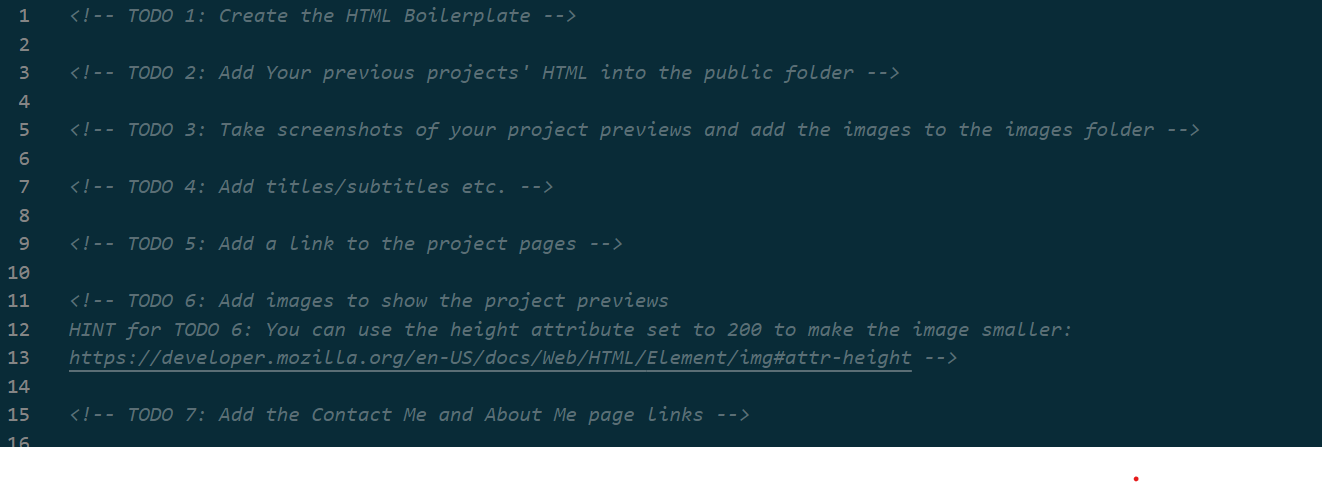 1 <!-- TODO 1: Create the HTML Boilerplate -->
2
3 <!-- TODO 2: Add Your previous projects' HTML into the public folder -->
4
5 <!-- TODO 3: Take screenshots of your project previews and add the images to the images folder -->
6
7 <!-- TODO 4: Add titles/subtitles etc. -->
8
9 <!-- TODO 5: Add a link to the project pages -->
10
11 <!-- TODO 6: Add images to show the project previews
12 HINT for TODO 6: You can use the height attribute set to 200 to make the image smaller:
13 https://developer.mozilla.org/en-US/docs/Web/HTML/Element/img#attr-height -->
14
15 <!-- TODO 7: Add the Contact Me and About Me page links -->
16